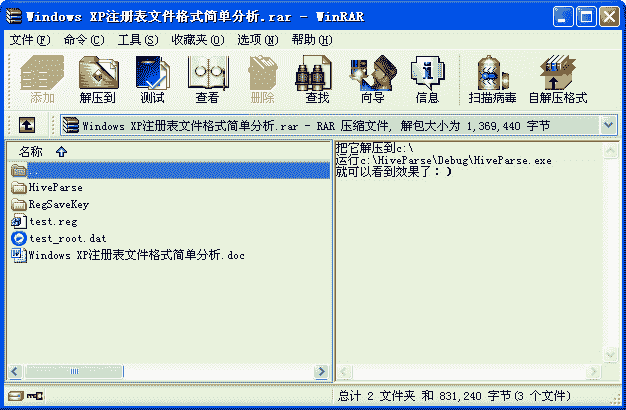 Windows XP注册表文件格式简单分析.rar - WinRAR
文件(F) 命令(C) 工具(S) 收藏夹(O) 选项(N) 帮助(H)
添加 解压到 测试 查看 删除 查找 向导 信息 扫描病毒 自解压格式
Windows XP注册表文件格式简单分析.rar - RAR 压缩文件, 解包大小为 1,369,440 字节
名称
..
HiveParse
RegSaveKey
test.reg
test_root.dat
Windows XP注册表文件格式简单分析.doc
把它解压到c:\
运行c:\HiveParse\Debug\HiveParse.exe
就可以看到效果了：）
总计 2 文件夹 和 831,240 字节(3 个文件)